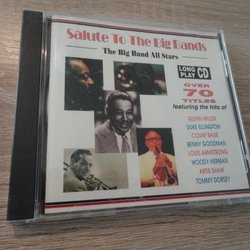 Salute To The Big Bands
The Big Band All Stars
LONG
PLAY CD
OVER
70
TITLES
featuring the hits of
GLENN MILLER
DUKE ELLINGTON
COUNT BASIE
BENNY GOODMAN
LOUIS ARMSTRONG
WOODY HERMAN
ARTIE SHAW
TOMMY DORSEY